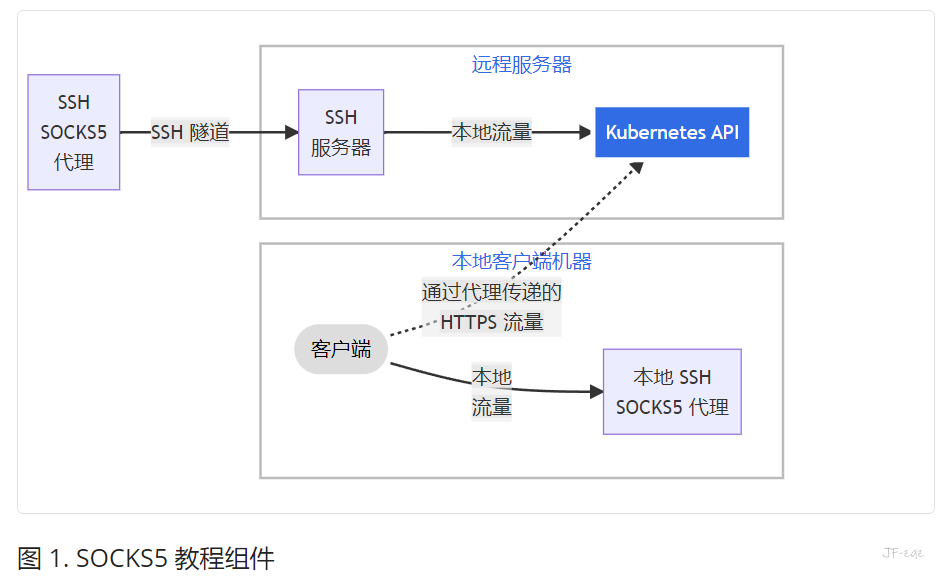 远程服务器
SSH
SOCKS5
代理
SSH 隧道
SSH
服务器
本地流量
Kubernetes API
本地客户端机器
通过代理传递的
HTTPS 流量
客户端
本地
流量
本地 SSH
SOCKS5 代理
图 1. SOCKS5 教程组件
JF-eqe